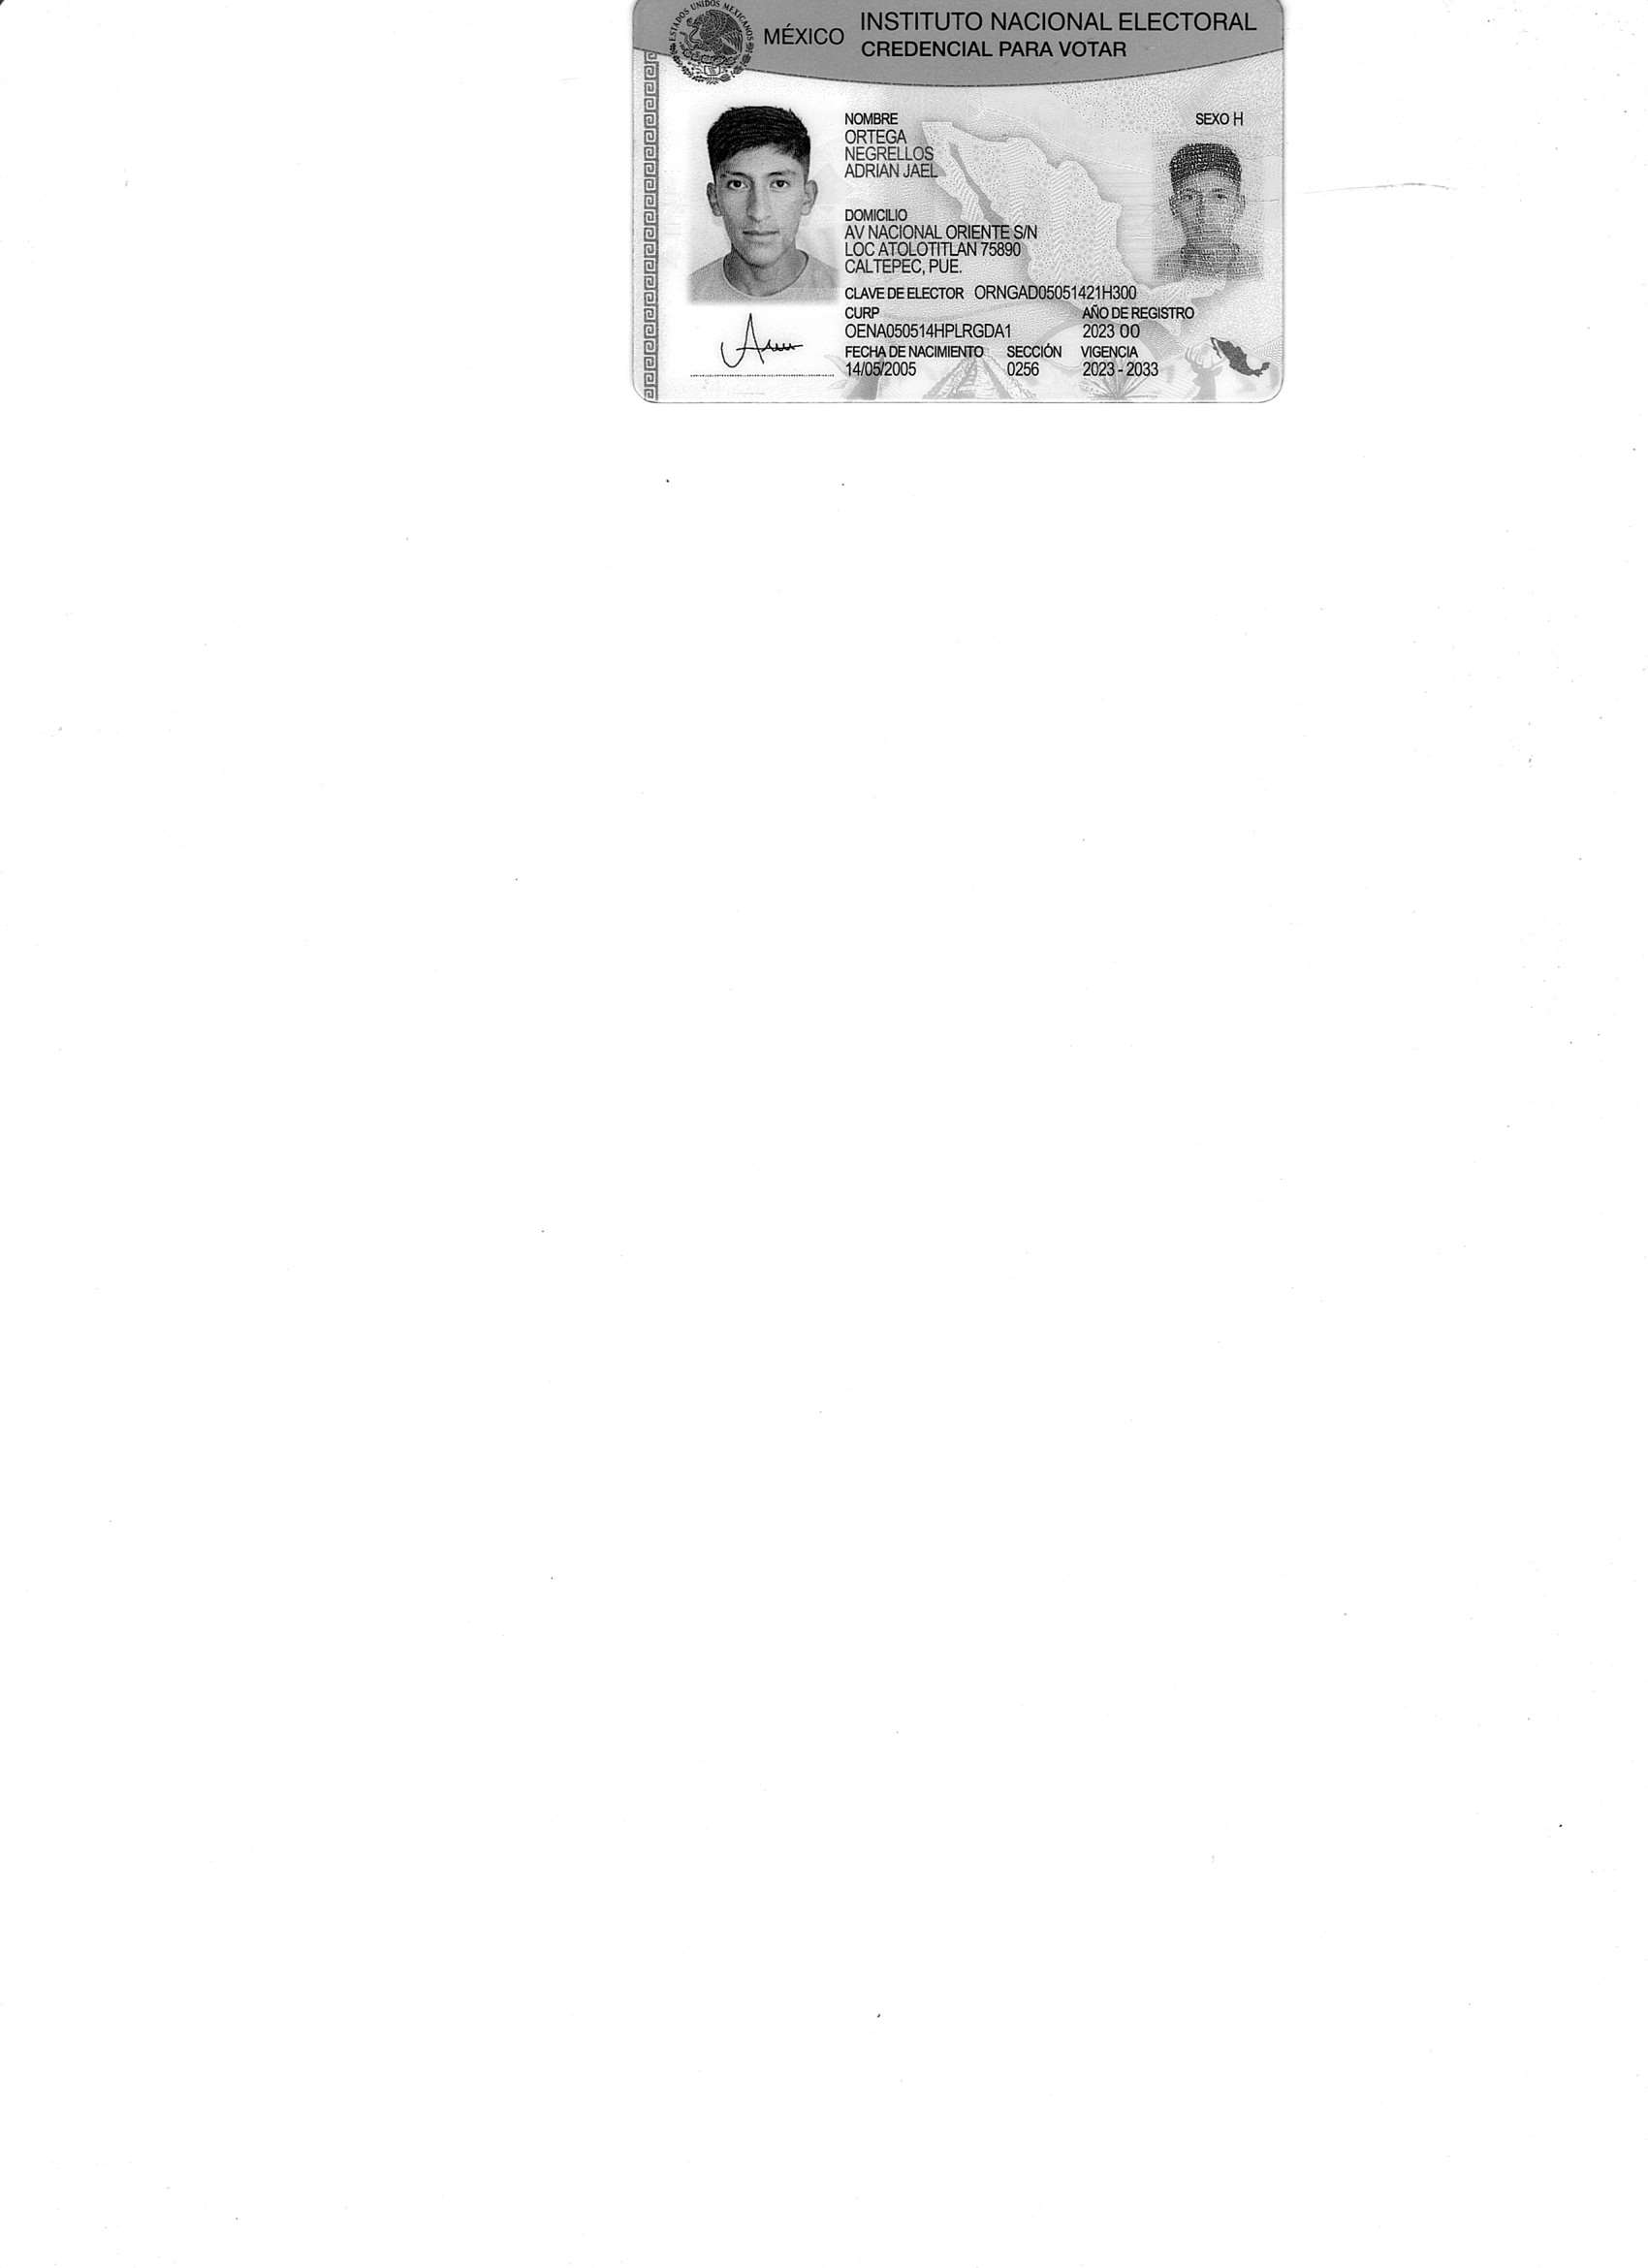 ESTADOS UNIDOS MEXICANOS
MÉXICO INSTITUTO NACIONAL ELECTORAL
CREDENCIAL PARA VOTAR
NOMBRE SEXO H
ORTEGA
NEGRELLOS
ADRIAN JAEL
DOMICILIO
AV NACIONAL ORIENTE S/N
LOC ATOLOTITLAN 75890
CALTEPEC, PUE.
CLAVE DE ELECTOR ORNGAD05051421H300
CURP AÑO DE REGISTRO
OENA050514HPLRGDA1 2023 00
FECHA DE NACIMIENTO SECCIÓN VIGENCIA
14/05/2005 0256 2023 - 2033